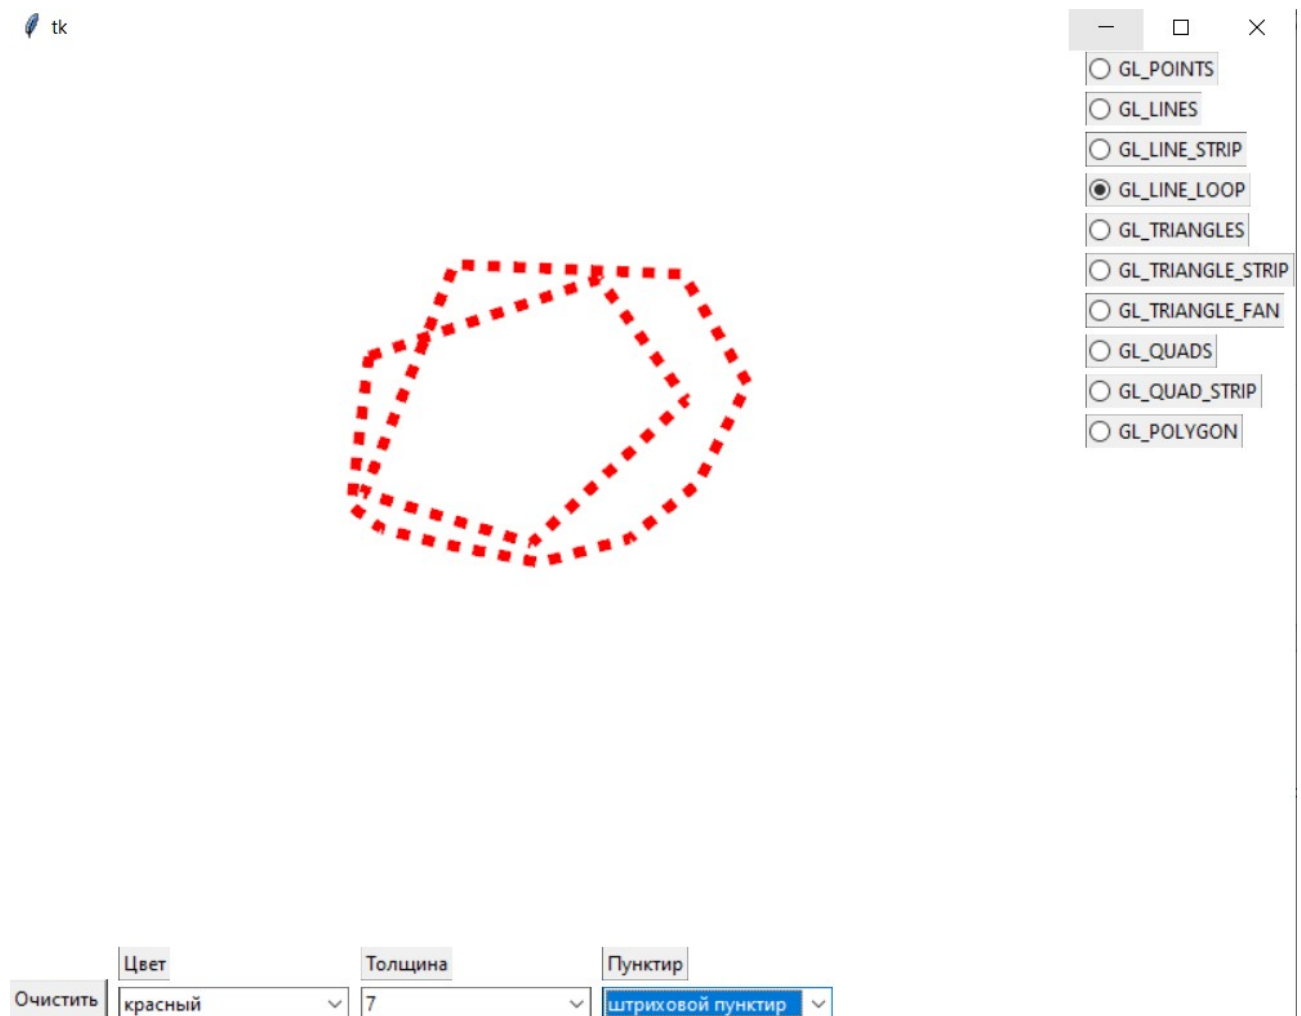 tk
GL_POINTS
GL_LINES
GL_LINE_STRIP
GL_LINE_LOOP
GL_TRIANGLES
GL_TRIANGLE_STRIP
GL_TRIANGLE_FAN
GL_QUADS
GL_QUAD_STRIP
GL_POLYGON
Цвет Толщина Пунктир
Очистить красный 7 штриховой пунктир